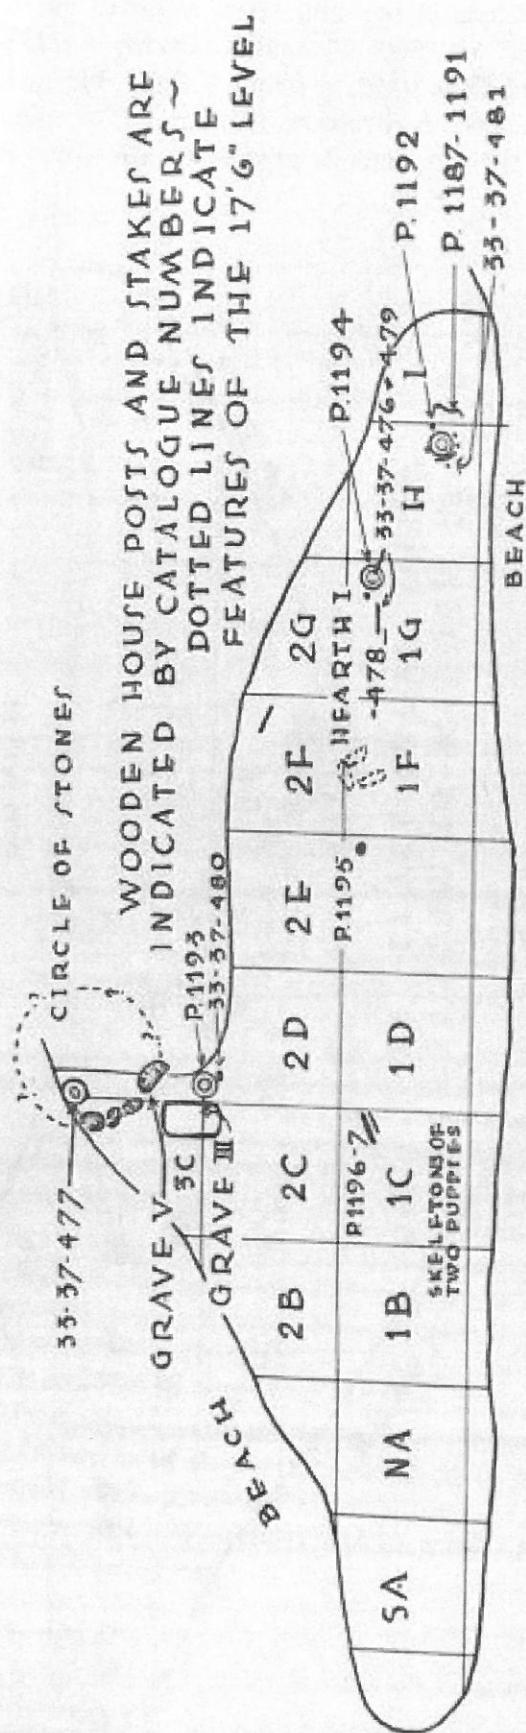 CIRCLE OF STONES
WOODEN HOUSE POSTS AND STAKES ARE
INDICATED BY CATALOGUE NUMBERS ~
DOTTED LINES INDICATE
FEATURES OF THE 17'6" LEVEL
33-37-477
GRAVE V
3C
GRAVE III
P.1193
33-37-480
BEACH
2B
2C
2D
2E
2F
2G
P.1196-7
P.1195
HEARTH I
P.1194
-478
33-37-476-479
P.1192
P.1187-1191
33-37-481
SA
NA
1B
1C
1D
1F
1G
H
I
SKELETONS OF
TWO PUPPIES
BEACH
?
?